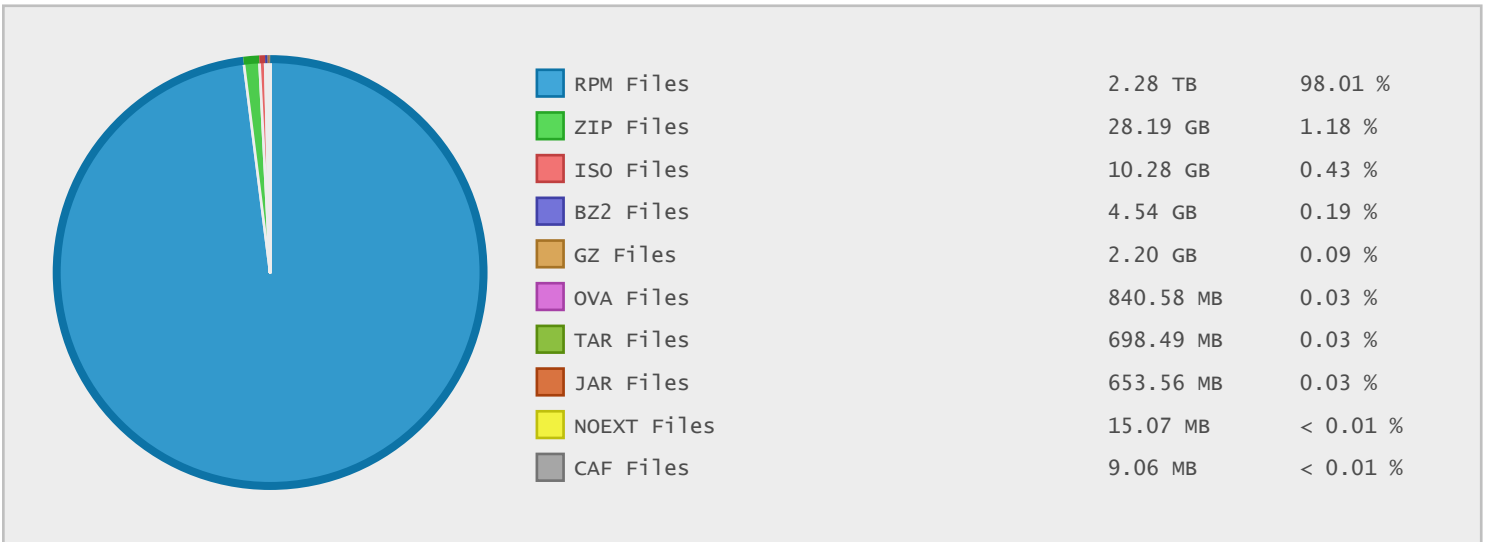 RPM Files 2.28 TB 98.01 %
ZIP Files 28.19 GB 1.18 %
ISO Files 10.28 GB 0.43 %
BZ2 Files 4.54 GB 0.19 %
GZ Files 2.20 GB 0.09 %
OVA Files 840.58 MB 0.03 %
TAR Files 698.49 MB 0.03 %
JAR Files 653.56 MB 0.03 %
NOEXT Files 15.07 MB < 0.01 %
CAF Files 9.06 MB < 0.01 %